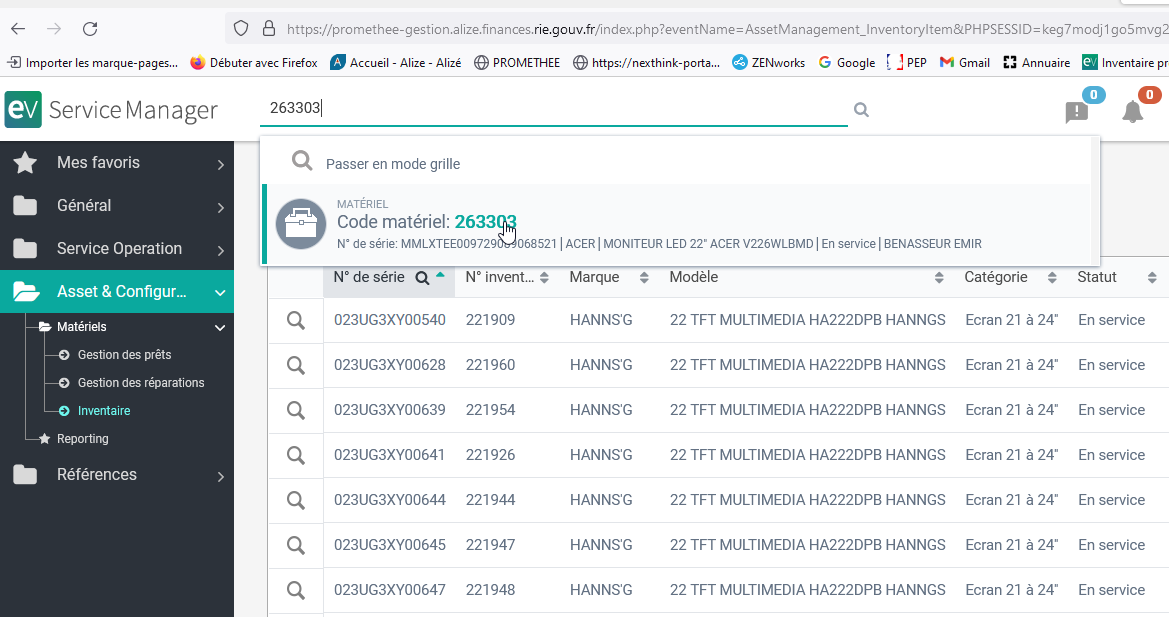 https://promethee-gestion.alize.finances.rie.gouv.fr/index.php?eventName=AssetManagement_InventoryItem&PHPSESSID=keg7modj1go5mvg2
Importer les marque-pages... Débuter avec Firefox Accueil - Alize - Alizé PROMETHEE https://nexthink-porta... ZENworks Google PEP Gmail Annuaire Inventaire pr
eV Service Manager
263303
0 0
Mes favoris
Général
Service Operation
Asset & Configur...
Matériels
Gestion des prêts
Gestion des réparations
Inventaire
Reporting
Références
Passer en mode grille
MATÉRIEL
Code matériel: 263303
N° de série: MMLXTEE009729089068521 | ACER | MONITEUR LED 22" ACER V226WLBMD | En service | BENASSEUR EMIR
N° de série N° invent... Marque Modèle Catégorie Statut
023UG3XY00540 221909 HANNS'G 22 TFT MULTIMEDIA HA222DPB HANNGS Ecran 21 à 24" En service
023UG3XY00628 221960 HANNS'G 22 TFT MULTIMEDIA HA222DPB HANNGS Ecran 21 à 24" En service
023UG3XY00639 221954 HANNS'G 22 TFT MULTIMEDIA HA222DPB HANNGS Ecran 21 à 24" En service
023UG3XY00641 221926 HANNS'G 22 TFT MULTIMEDIA HA222DPB HANNGS Ecran 21 à 24" En service
023UG3XY00644 221944 HANNS'G 22 TFT MULTIMEDIA HA222DPB HANNGS Ecran 21 à 24" En service
023UG3XY00645 221947 HANNS'G 22 TFT MULTIMEDIA HA222DPB HANNGS Ecran 21 à 24" En service
023UG3XY00647 221948 HANNS'G 22 TFT MULTIMEDIA HA222DPB HANNGS Ecran 21 à 24" En service